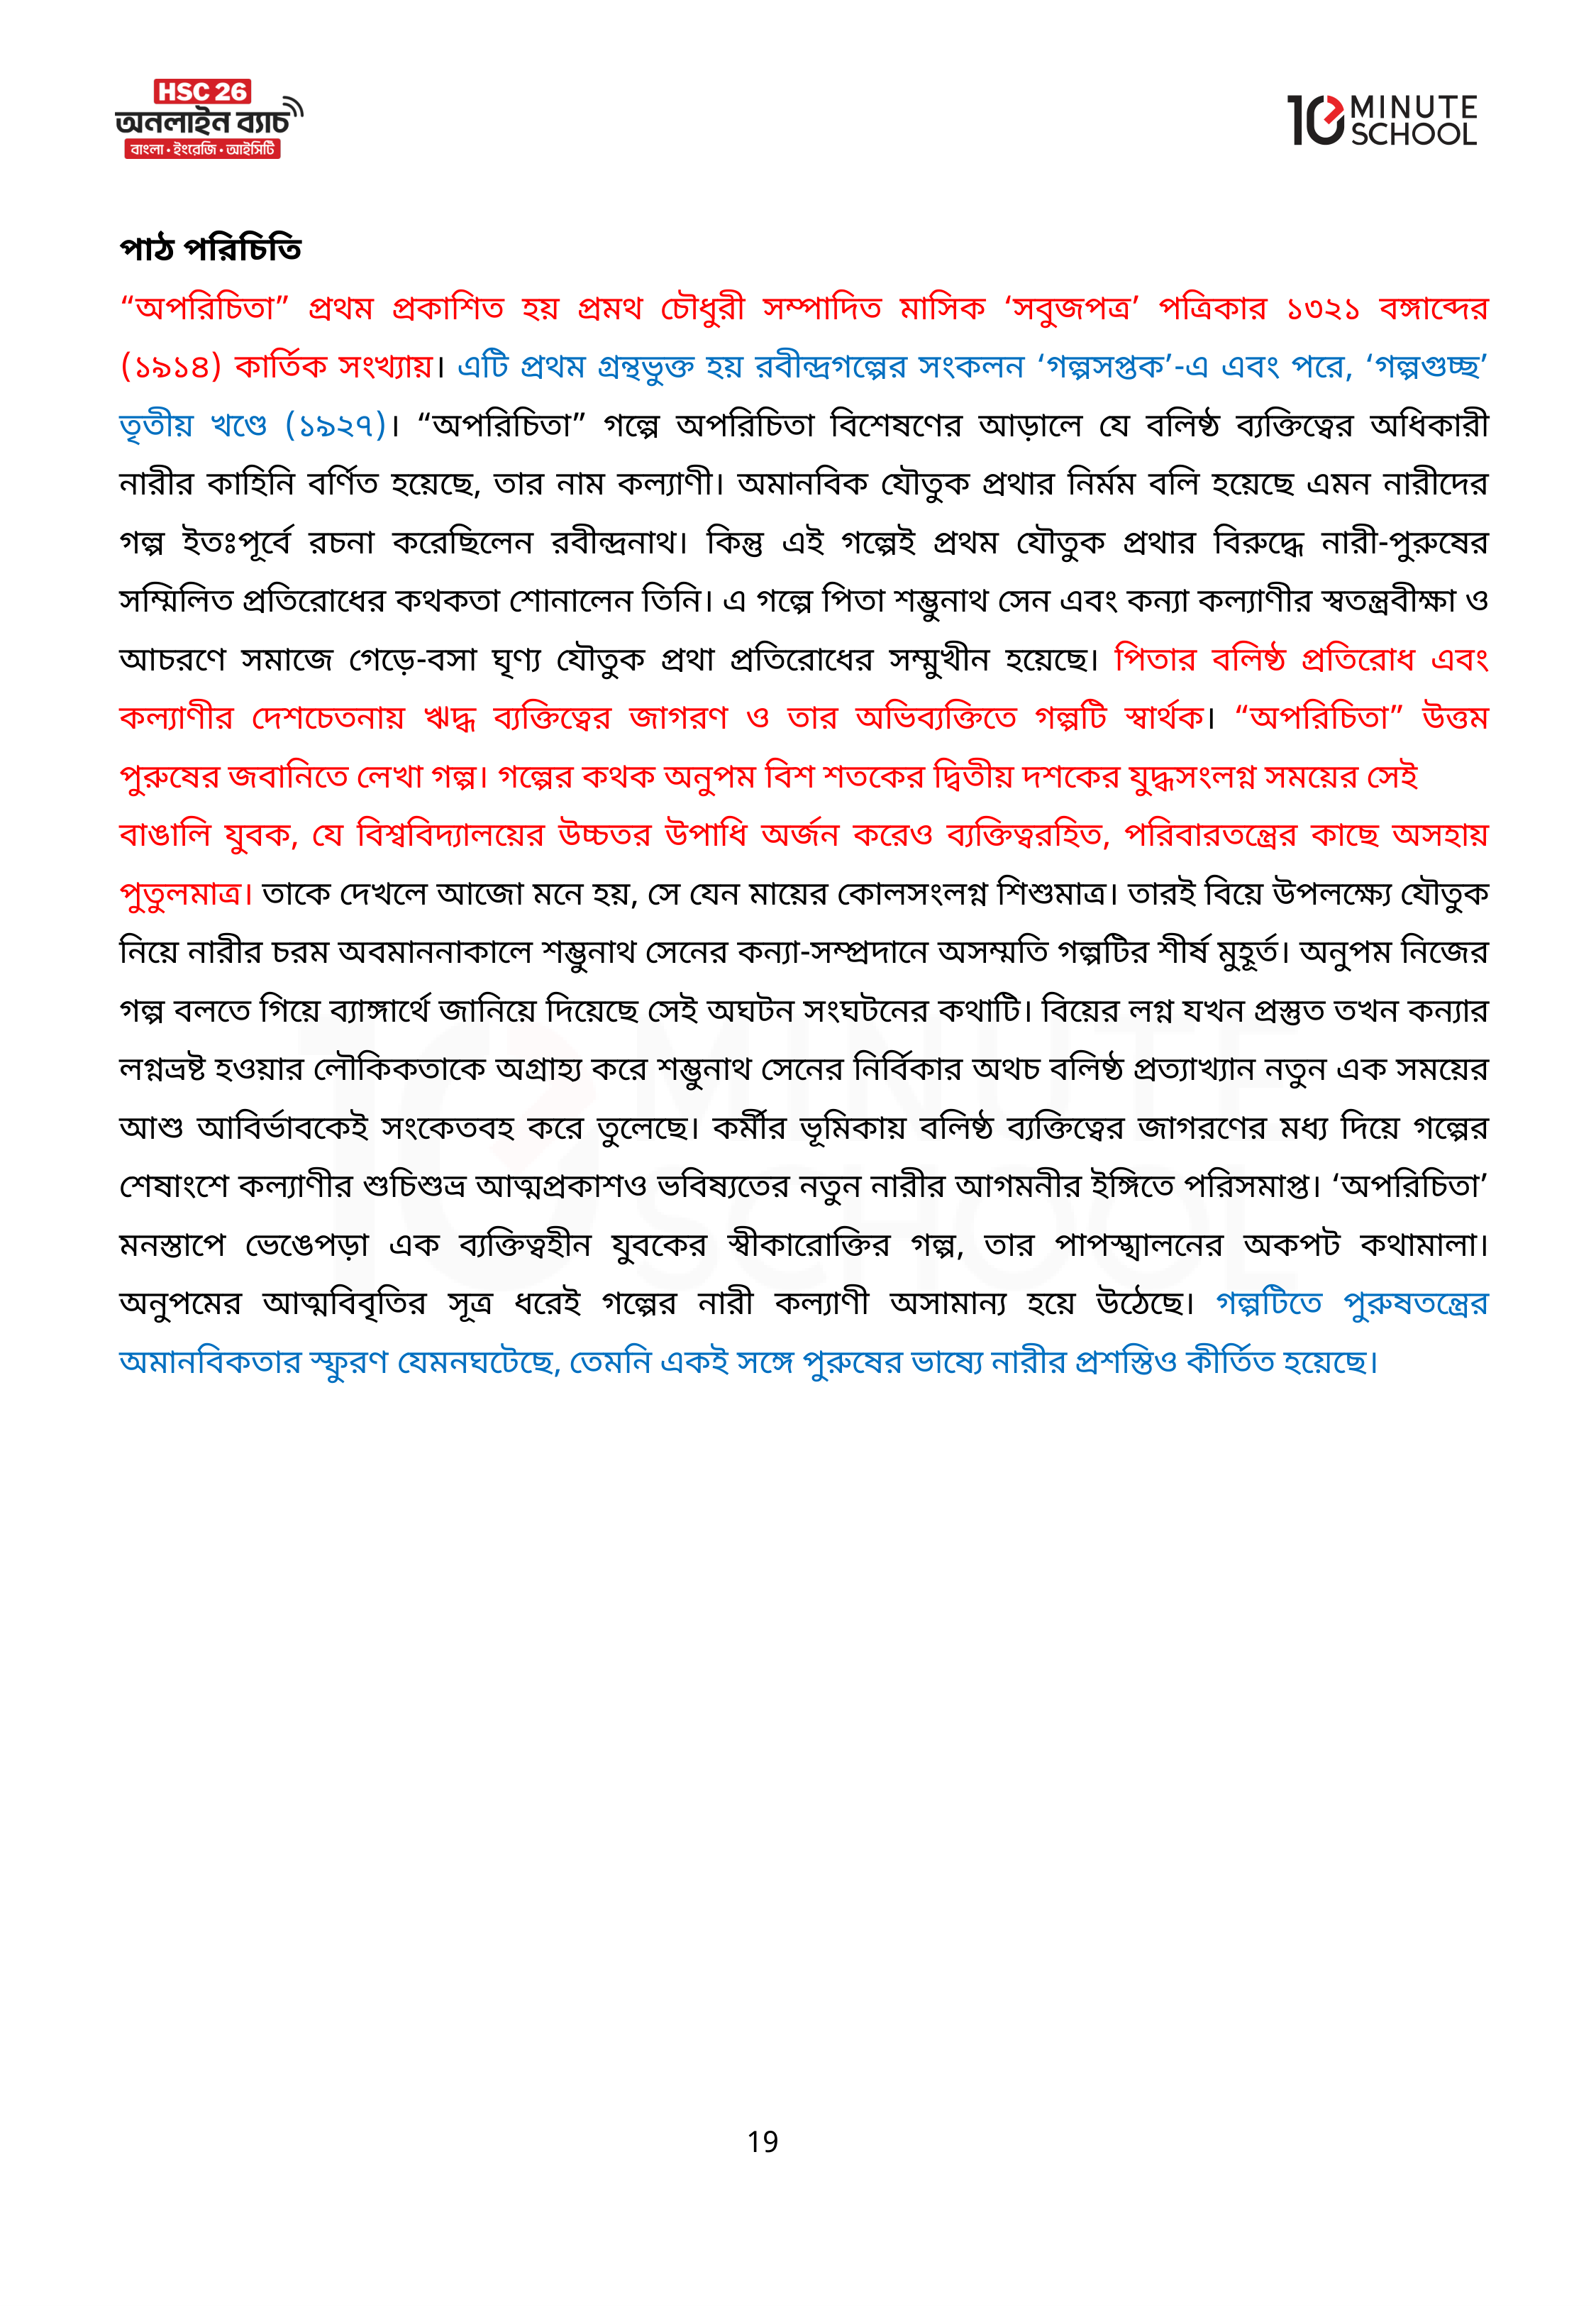 HSC 26
অনলাইন ব্যাচ
বাংলা • ইংরেজি • আইসিটি
10 MINUTE SCHOOL
পাঠ পরিচিতি
“অপরিচিতা” প্রথম প্রকাশিত হয় প্রমথ চৌধুরী সম্পাদিত মাসিক ‘সবুজপত্র’ পত্রিকার ১৩২১ বঙ্গাব্দের
(১৯১৪) কার্তিক সংখ্যায়। এটি প্রথম গ্রন্থভুক্ত হয় রবীন্দ্রগল্পের সংকলন ‘গল্পসপ্তক’-এ এবং পরে, ‘গল্পগুচ্ছ’
তৃতীয় খণ্ডে (১৯২৭)। “অপরিচিতা” গল্পে অপরিচিতা বিশেষণের আড়ালে যে বলিষ্ঠ ব্যক্তিত্বের অধিকারী
নারীর কাহিনি বর্ণিত হয়েছে, তার নাম কল্যাণী। অমানবিক যৌতুক প্রথার নির্মম বলি হয়েছে এমন নারীদের
গল্প ইতঃপূর্বে রচনা করেছিলেন রবীন্দ্রনাথ। কিন্তু এই গল্পেই প্রথম যৌতুক প্রথার বিরুদ্ধে নারী-পুরুষের
সম্মিলিত প্রতিরোধের কথকতা শোনালেন তিনি। এ গল্পে পিতা শম্ভুনাথ সেন এবং কন্যা কল্যাণীর স্বতন্ত্রবীক্ষা ও
আচরণে সমাজে গেড়ে-বসা ঘৃণ্য যৌতুক প্রথা প্রতিরোধের সম্মুখীন হয়েছে। পিতার বলিষ্ঠ প্রতিরোধ এবং
কল্যাণীর দেশচেতনায় ঋদ্ধ ব্যক্তিত্বের জাগরণ ও তার অভিব্যক্তিতে গল্পটি স্বার্থক। “অপরিচিতা” উত্তম
পুরুষের জবানিতে লেখা গল্প। গল্পের কথক অনুপম বিশ শতকের দ্বিতীয় দশকের যুদ্ধসংলগ্ন সময়ের সেই
বাঙালি যুবক, যে বিশ্ববিদ্যালয়ের উচ্চতর উপাধি অর্জন করেও ব্যক্তিত্বরহিত, পরিবারতন্ত্রের কাছে অসহায়
পুতুলমাত্র। তাকে দেখলে আজো মনে হয়, সে যেন মায়ের কোলসংলগ্ন শিশুমাত্র। তারই বিয়ে উপলক্ষ্যে যৌতুক
নিয়ে নারীর চরম অবমাননাকালে শম্ভুনাথ সেনের কন্যা-সম্প্রদানে অসম্মতি গল্পটির শীর্ষ মুহূর্ত। অনুপম নিজের
গল্প বলতে গিয়ে ব্যাঙ্গার্থে জানিয়ে দিয়েছে সেই অঘটন সংঘটনের কথাটি। বিয়ের লগ্ন যখন প্রস্তুত তখন কন্যার
লগ্নভ্রষ্ট হওয়ার লৌকিকতাকে অগ্রাহ্য করে শম্ভুনাথ সেনের নির্বিকার অথচ বলিষ্ঠ প্রত্যাখ্যান নতুন এক সময়ের
আশু আবির্ভাবকেই সংকেতবহ করে তুলেছে। কর্মীর ভূমিকায় বলিষ্ঠ ব্যক্তিত্বের জাগরণের মধ্য দিয়ে গল্পের
শেষাংশে কল্যাণীর শুচিশুভ্র আত্মপ্রকাশও ভবিষ্যতের নতুন নারীর আগমনীর ইঙ্গিতে পরিসমাপ্ত। ‘অপরিচিতা’
মনস্তাপে ভেঙেপড়া এক ব্যক্তিত্বহীন যুবকের স্বীকারোক্তির গল্প, তার পাপস্খালনের অকপট কথামালা।
অনুপমের আত্মবিবৃতির সূত্র ধরেই গল্পের নারী কল্যাণী অসামান্য হয়ে উঠেছে। গল্পটিতে পুরুষতন্ত্রের
অমানবিকতার স্ফুরণ যেমনঘটেছে, তেমনি একই সঙ্গে পুরুষের ভাষ্যে নারীর প্রশস্তিও কীর্তিত হয়েছে।
19